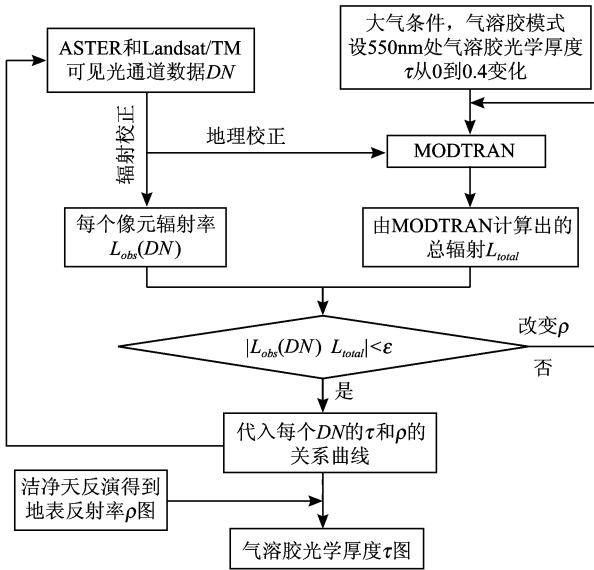 ASTER和Landsat/TM
可见光通道数据DN
大气条件，气溶胶模式
设550nm处气溶胶光学厚度
τ从0到0.4变化
辐射校正
地理校正
MODTRAN
每个像元辐射率
Lobs(DN)
由MODTRAN计算出的
总辐射Ltotal
|Lobs(DN) Ltotal|<ε
改变ρ
否
是
代入每个DN的τ和ρ的
关系曲线
洁净天反演得到
地表反射率ρ图
气溶胶光学厚度τ图